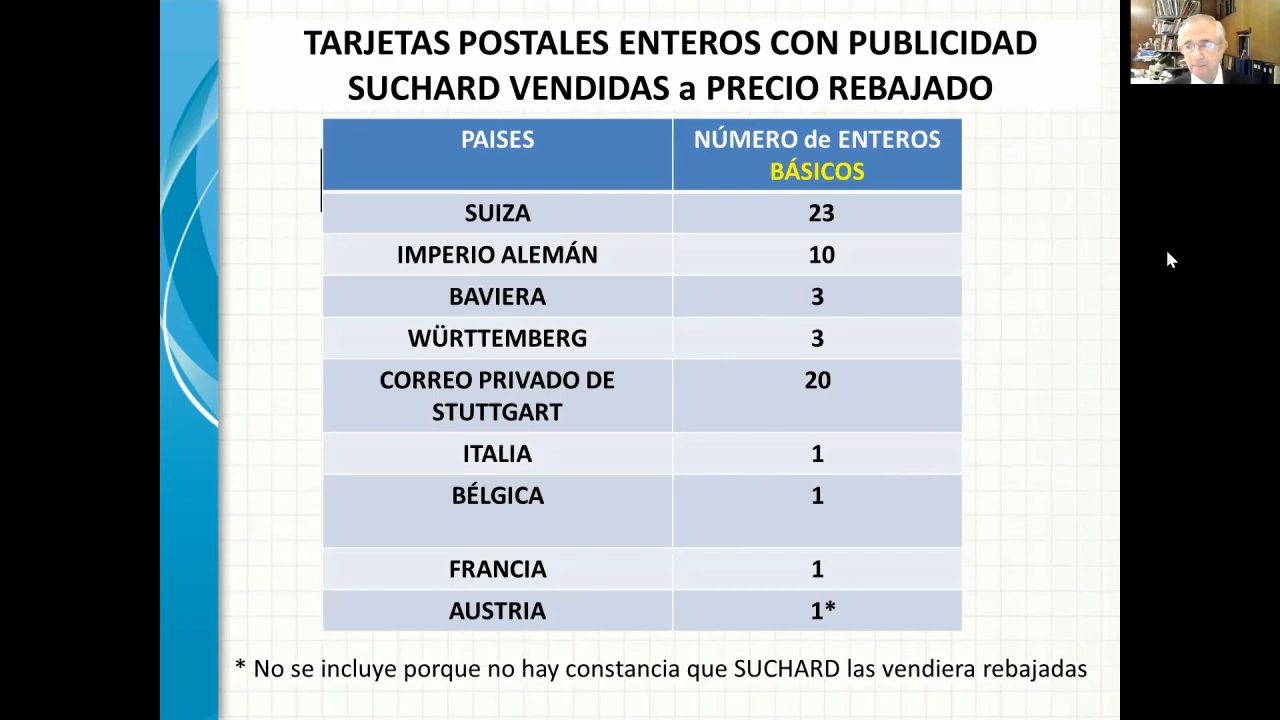 TARJETAS POSTALES ENTEROS CON PUBLICIDAD
SUCHARD VENDIDAS a PRECIO REBAJADO
PAISES
NÚMERO de ENTEROS
BÁSICOS
SUIZA 23
IMPERIO ALEMÁN 10
BAVIERA 3
WÜRTTEMBERG 3
CORREO PRIVADO DE 20
STUTTGART
ITALIA 1
BÉLGICA 1
FRANCIA 1
AUSTRIA 1*
* No se incluye porque no hay constancia que SUCHARD las vendiera rebajadas